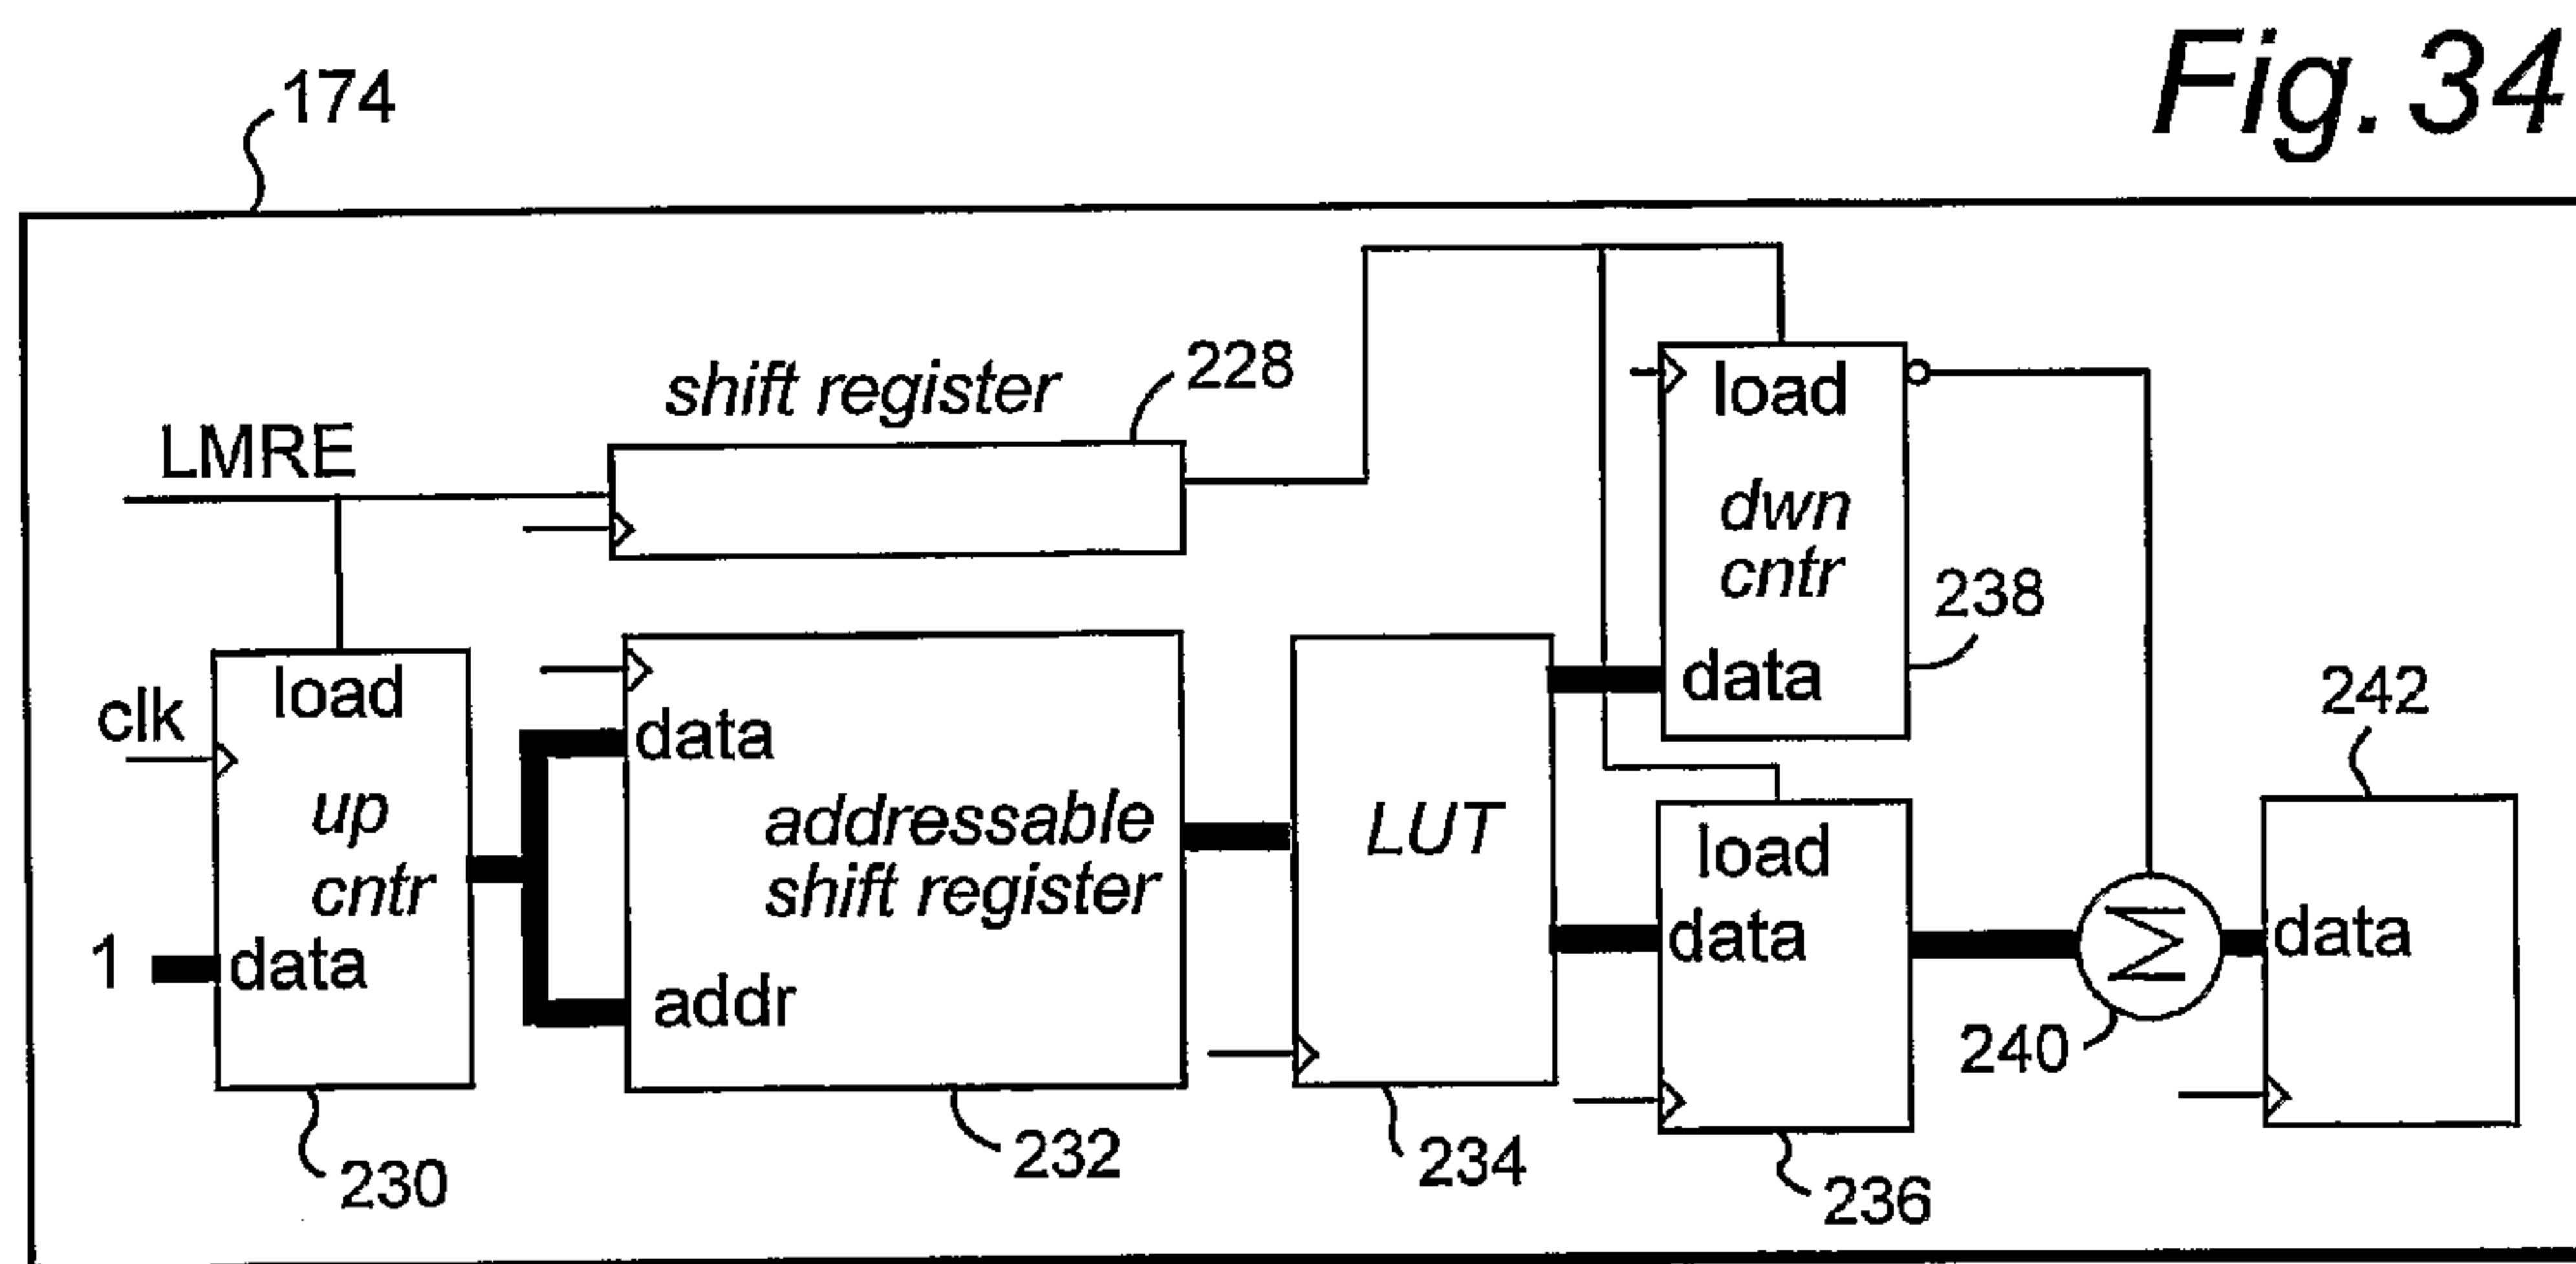 Fig. 34
174
shift register
228
LMRE
load
clk
up
cntr
1
data
230
data
addressable
shift register
addr
232
LUT
234
load
dwn
cntr
data
238
load
data
236
240
242
data